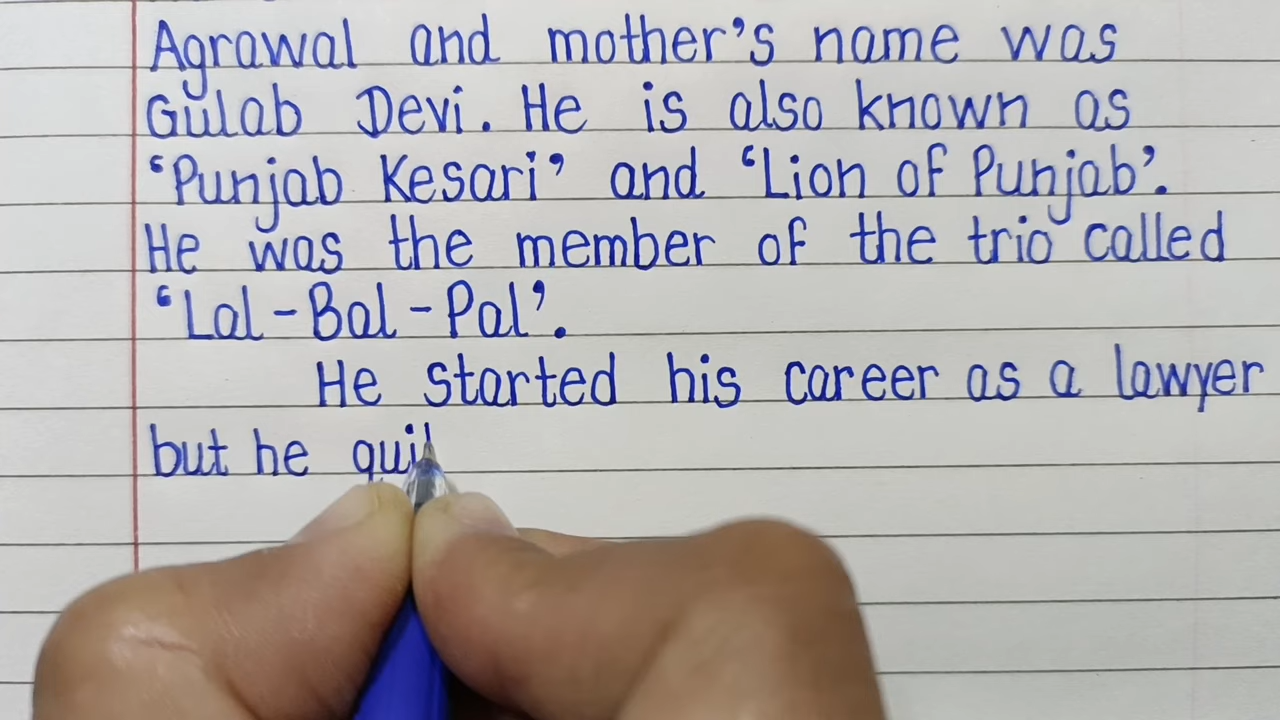 Agrawal and mother's name was
Gulab Devi. He is also known as
'Punjab Kesari' and 'Lion of Punjab'.
He was the member of the trio called
'Lal-Bal-Pal'.
He started his career as a lawyer
but he